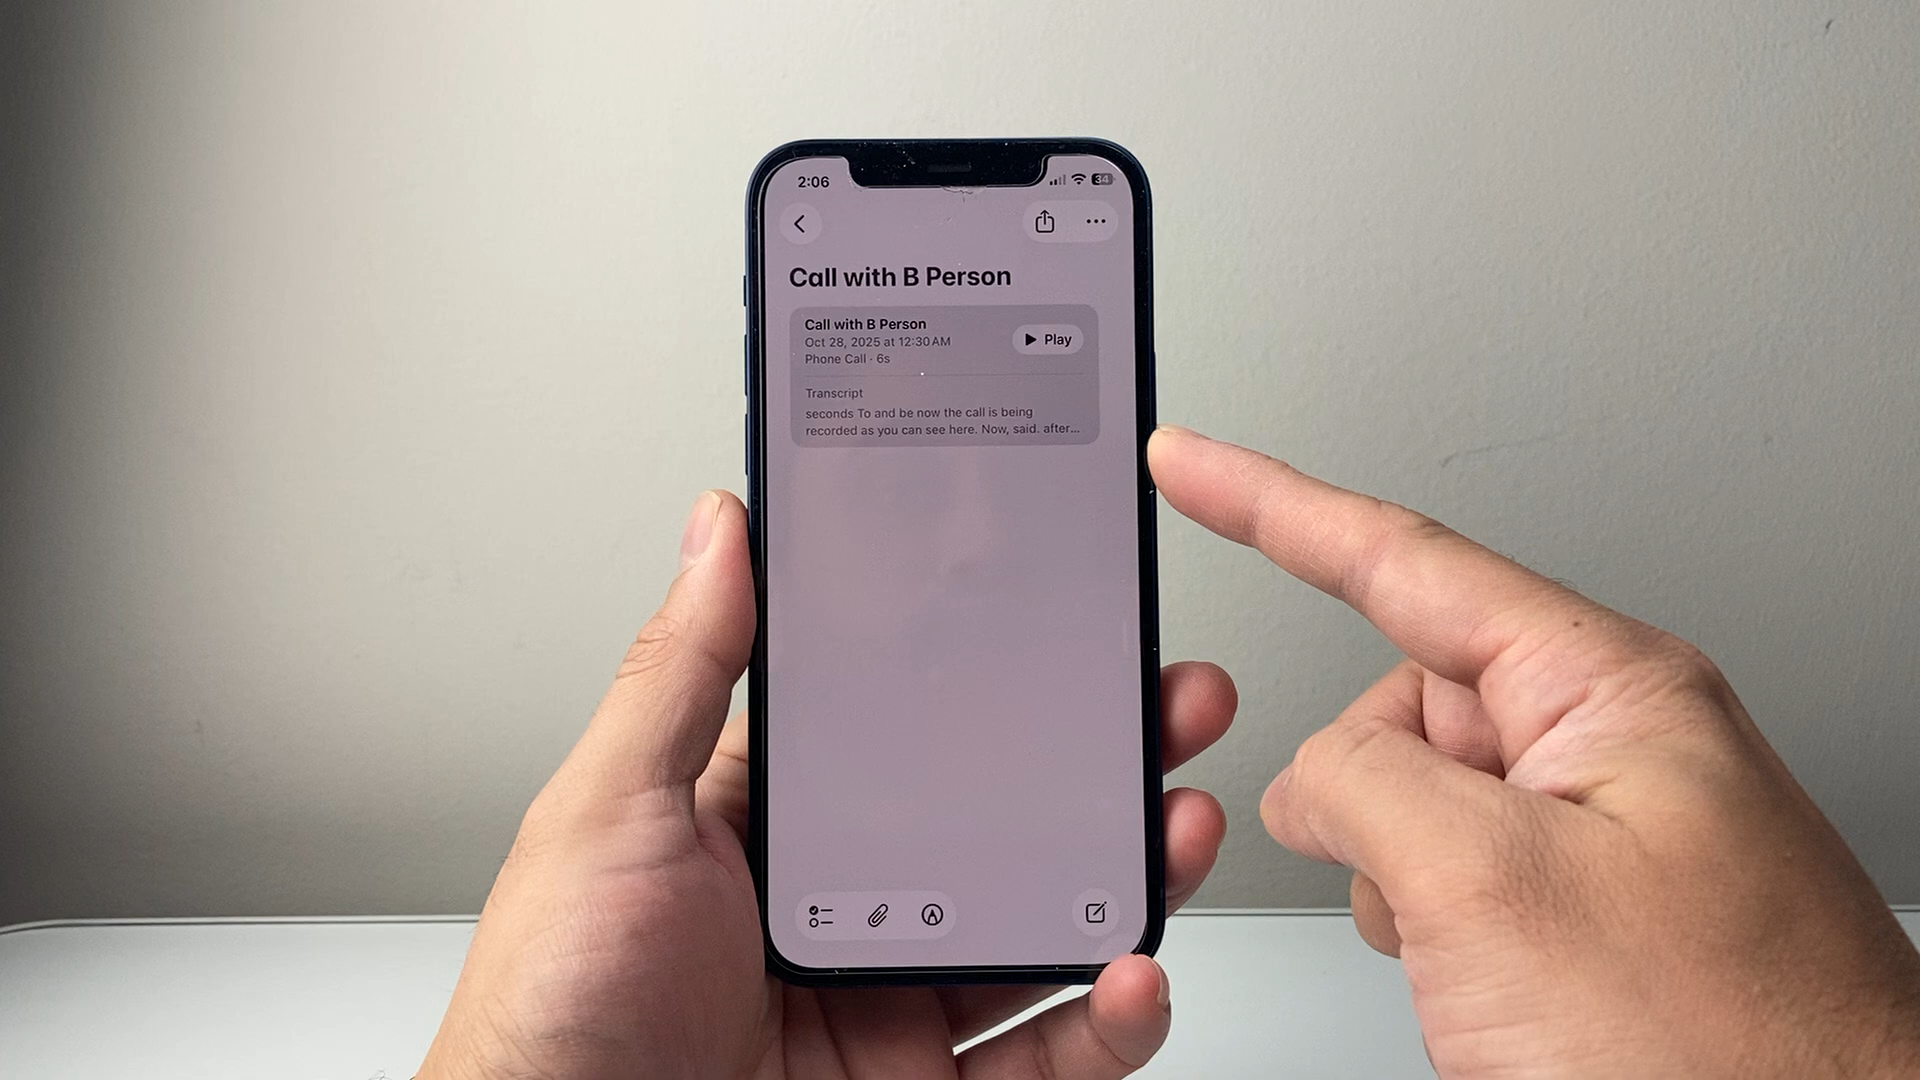 2:06
34
Call with B Person
Call with B Person
Oct 28, 2025 at 12:30 AM
Play
Phone Call · 6s
Transcript
seconds To and be now the call is being
recorded as you can see here. Now, said. after...